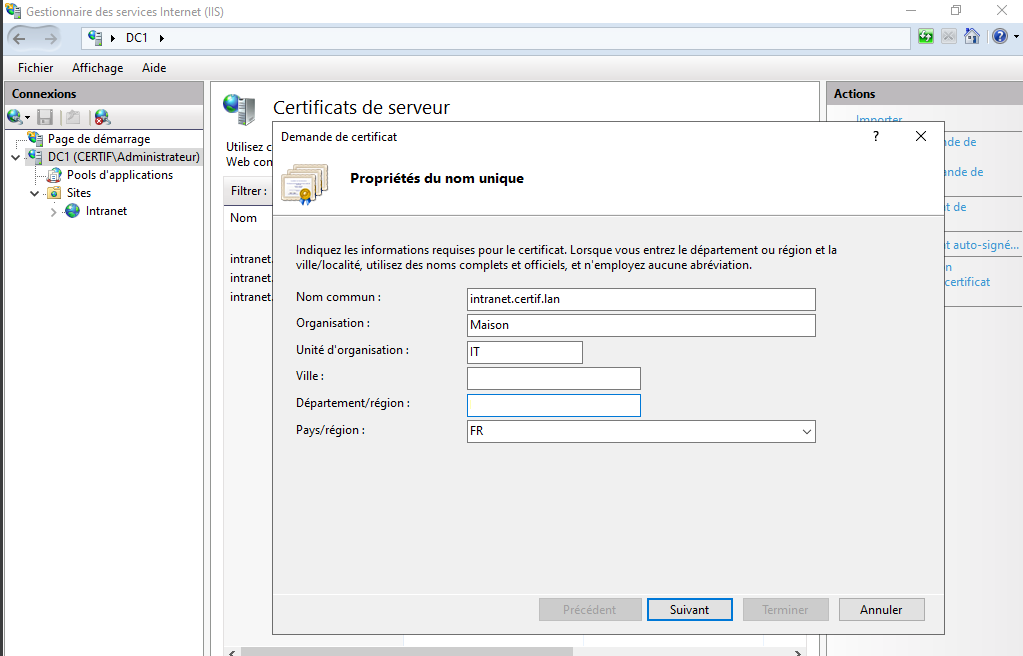 Gestionnaire des services Internet (IIS)
DC1
Fichier Affichage Aide
Connexions
Page de démarrage
DC1 (CERTIF\Administrateur)
Pools d'applications
Sites
Intranet
Certificats de serveur
Utilisez c
Web con
Filtrer :
Nom
intranet.
intranet.
intranet.
Demande de certificat
?
Propriétés du nom unique
Indiquez les informations requises pour le certificat. Lorsque vous entrez le département ou région et la
ville/localité, utilisez des noms complets et officiels, et n'employez aucune abréviation.
Nom commun : intranet.certif.lan
Organisation : Maison
Unité d'organisation : IT
Ville :
Département/région :
Pays/région : FR
Précédent Suivant Terminer Annuler
Actions
Importer
de de
nde de
t de
t auto-signé...
n
certificat